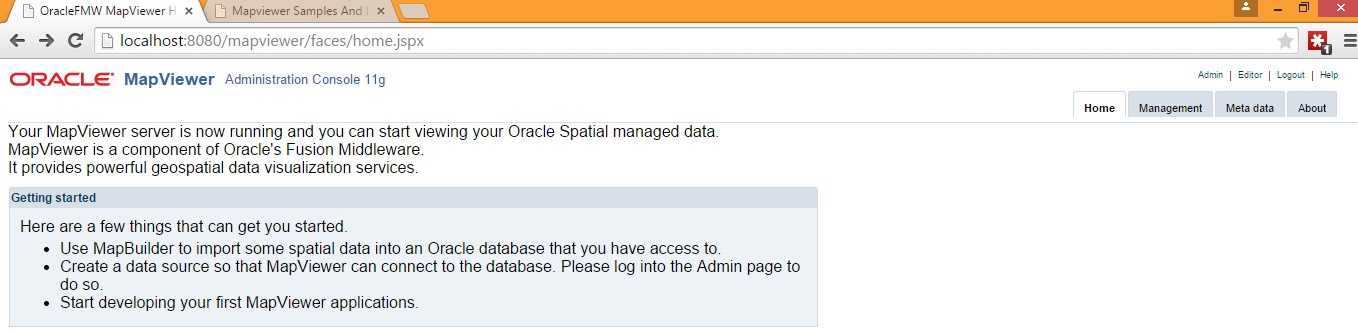 OracleFMW MapViewer H
Mapviewer Samples And D
localhost:8080/mapviewer/faces/home.jspx
1
ORACLE MapViewer Administration Console 11g
Admin | Editor | Logout | Help
Home Management Meta data About
Your MapViewer server is now running and you can start viewing your Oracle Spatial managed data.
MapViewer is a component of Oracle's Fusion Middleware.
It provides powerful geospatial data visualization services.
Getting started
Here are a few things that can get you started.
• Use MapBuilder to import some spatial data into an Oracle database that you have access to.
• Create a data source so that MapViewer can connect to the database. Please log into the Admin page to
do so.
• Start developing your first MapViewer applications.